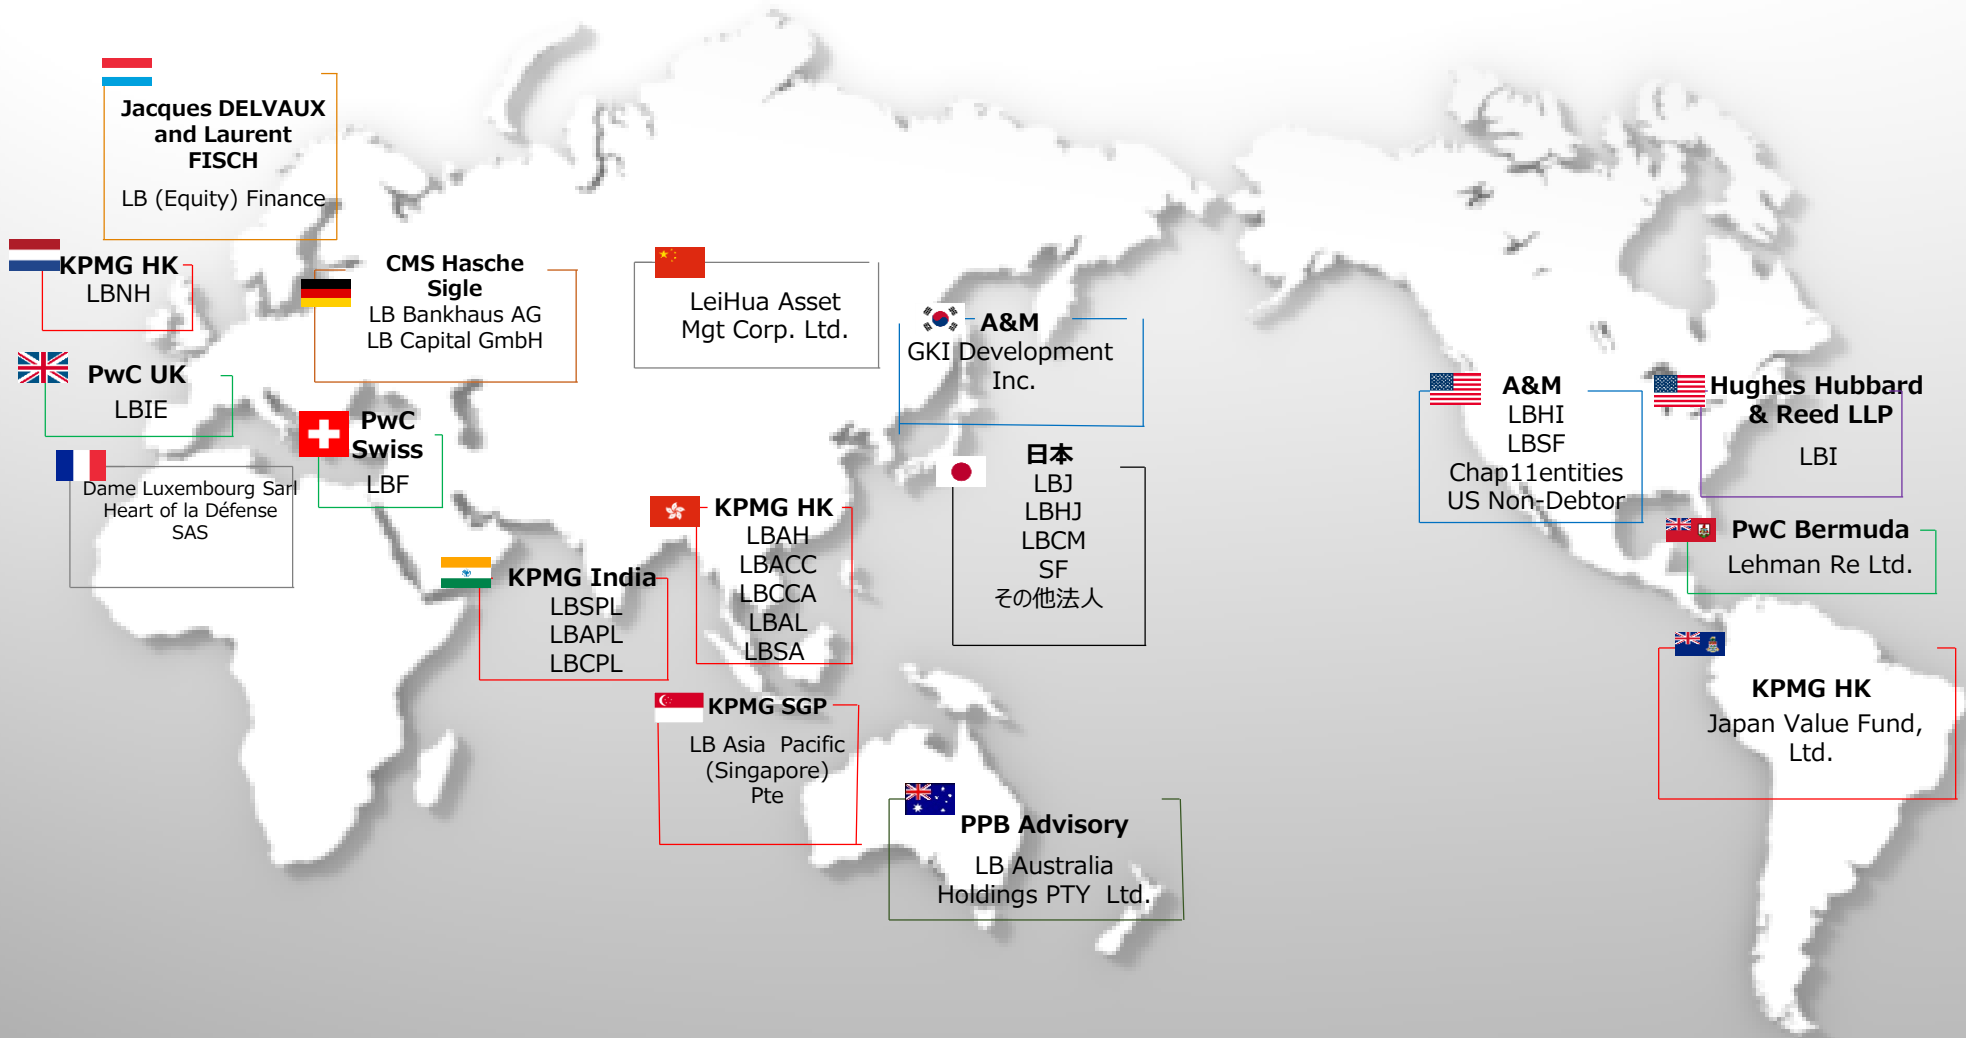 Jacques DELVAUX
and Laurent
FISCH
LB (Equity) Finance
KPMG HK
LBNH
CMS Hasche
Sigle
LB Bankhaus AG
LB Capital GmbH
LeiHua Asset
Mgt Corp. Ltd.
A&M
GKI Development
Inc.
PwC UK
LBIE
PwC
Swiss
LBF
Dame Luxembourg Sarl
Heart of la Défense
SAS
KPMG India
LBSPL
LBAPL
LBCPL
KPMG HK
LBAH
LBACC
LBCCA
LBAL
LBSA
日本
LBJ
LBHJ
LBCM
SF
その他法人
KPMG SGP
LB Asia Pacific
(Singapore)
Pte
PPB Advisory
LB Australia
Holdings PTY Ltd.
A&M
LBHI
LBSF
Chap11entities
US Non-Debtor
Hughes Hubbard
& Reed LLP
LBI
PwC Bermuda
Lehman Re Ltd.
KPMG HK
Japan Value Fund,
Ltd.